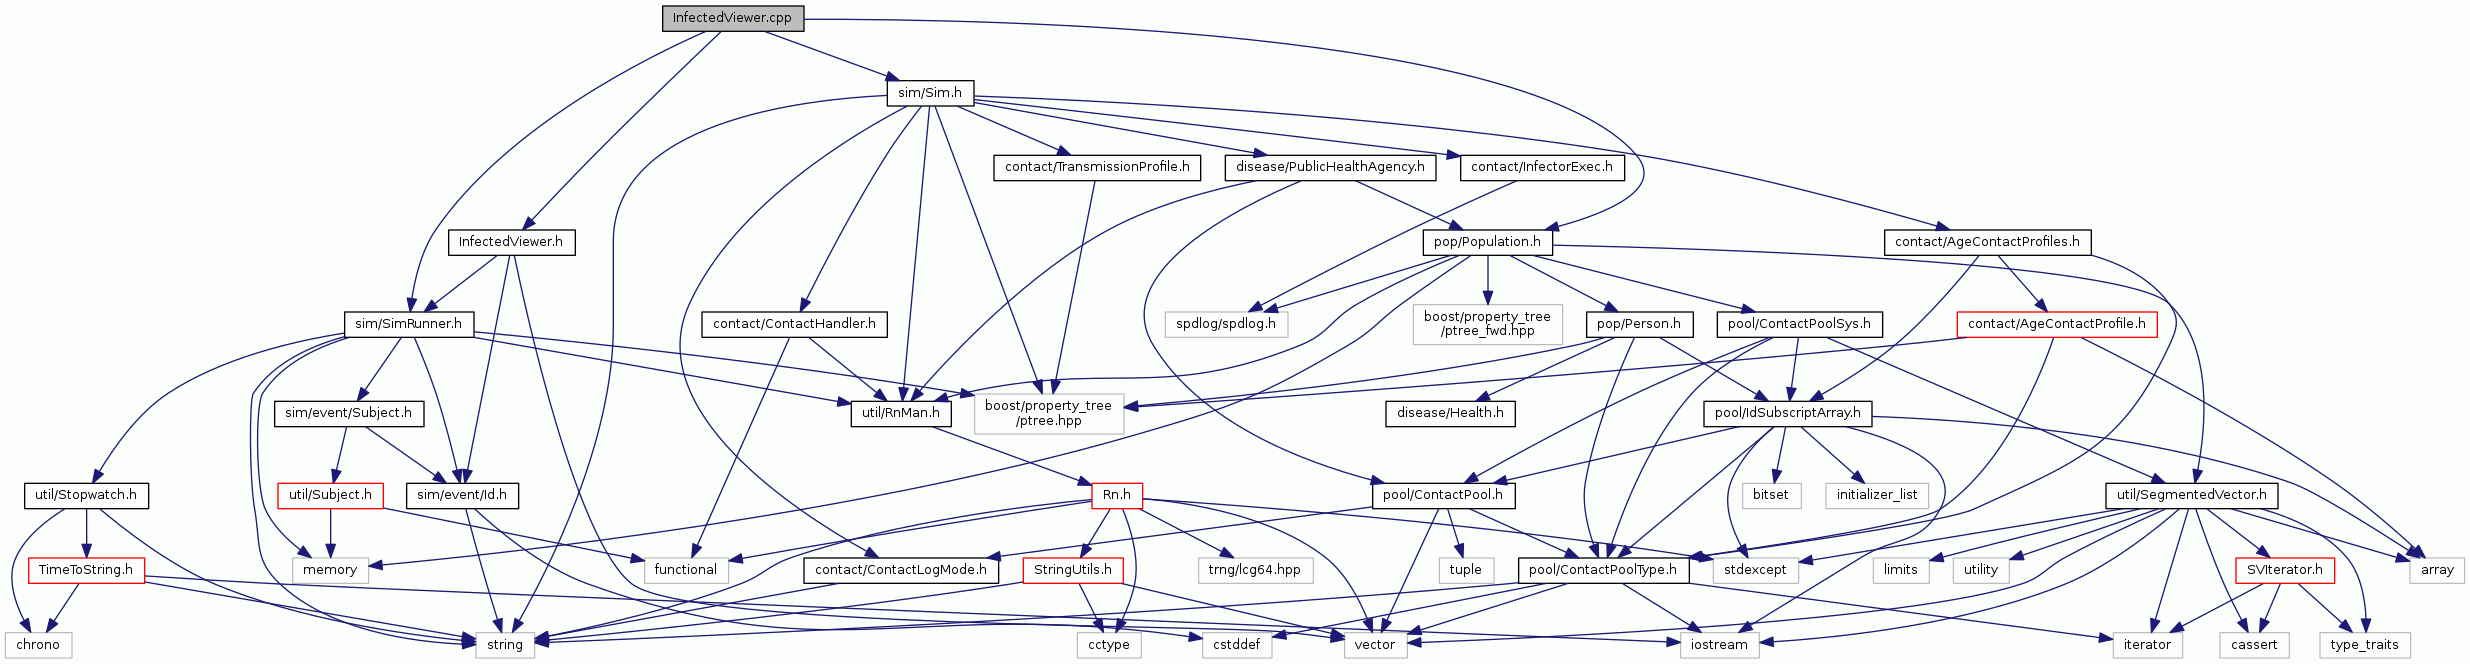 InfectedViewer.cpp
sim/Sim.h
contact/TransmissionProfile.h
disease/PublicHealthAgency.h
contact/InfectorExec.h
InfectedViewer.h
pop/Population.h
contact/AgeContactProfiles.h
sim/SimRunner.h
contact/ContactHandler.h
spdlog/spdlog.h
boost/property_tree
/ptree_fwd.hpp
pop/Person.h
pool/ContactPoolSys.h
contact/AgeContactProfile.h
sim/event/Subject.h
util/RnMan.h
boost/property_tree
/ptree.hpp
disease/Health.h
pool/IdSubscriptArray.h
util/Stopwatch.h
util/Subject.h
sim/event/Id.h
Rn.h
pool/ContactPool.h
bitset
initializer_list
util/SegmentedVector.h
TimeToString.h
memory
functional
contact/ContactLogMode.h
StringUtils.h
trng/lcg64.hpp
tuple
pool/ContactPoolType.h
stdexcept
limits
utility
SVIterator.h
array
chrono
string
cctype
cstddef
vector
iostream
iterator
cassert
type_traits